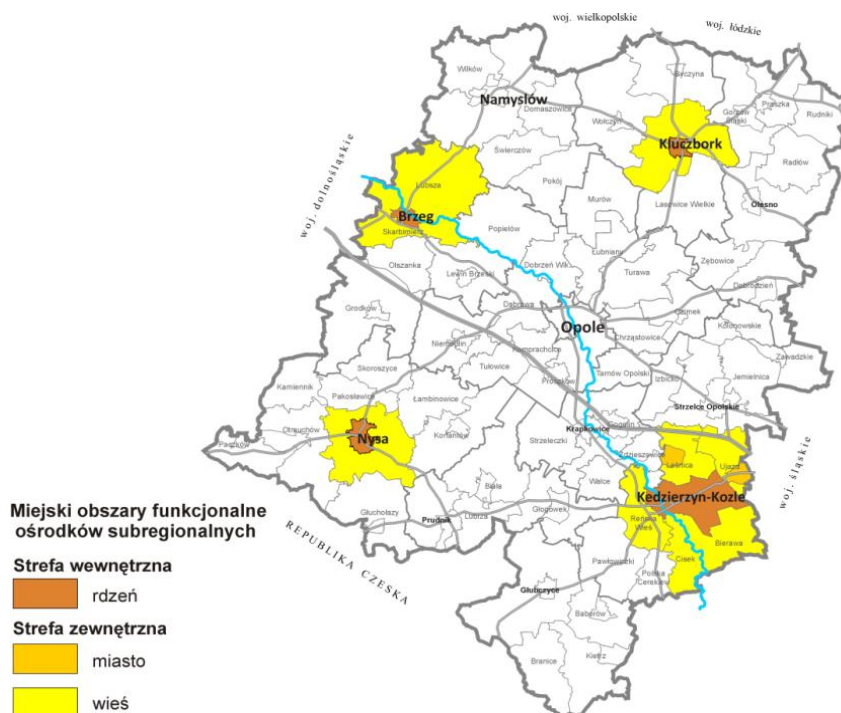 woj. wielkopolskie
woj. łódzkie
woj. dolnośląskie
Wilków
Namysłów
Domaszowice
Świerczów
Byczyna
Wołczyn
Gorzów
Śląski
Praszka
Rudniki
Kluczbork
Radłów
Lasowice Wielkie
Olesno
Lubsza
Brzeg
Skarbimierz
Pokój
Murów
Popielów
Olszanka
Lewin Brzeski
Dobrzeń Wlk.
Łubniany
Turawa
Zębowice
Dobrodzień
Grodków
Dąbrowa
Opole
Ozimek
Kolonowskie
Chrząstowice
Zawadzkie
Niemodlin
Komprachcice
Skoroszyce
Tułowice
Prószków
Tarnów Opolski
Izbicko
Jemielnica
Kamiennik
Pakosławice
Łambinowice
Strzelce Opolskie
Otmuchów
Nysa
Korfantów
Strzeleczki
Krapkowice
Gogolin
Zdzieszowice
Leśnica
Ujazd
Paczków
Biała
Walce
Kędzierzyn-Koźle
woj. śląskie
Głuchołazy
Prudnik
Lubrza
Głogówek
Reńska
Wieś
Bierawa
Cisek
Pawłowiczki
Polska
Cerekiew
REPUBLIKA CZESKA
Głubczyce
Baborów
Branice
Kietrz
Miejski obszary funkcjonalne
ośrodków subregionalnych
Strefa wewnętrzna
rdzeń
Strefa zewnętrzna
miasto
wieś